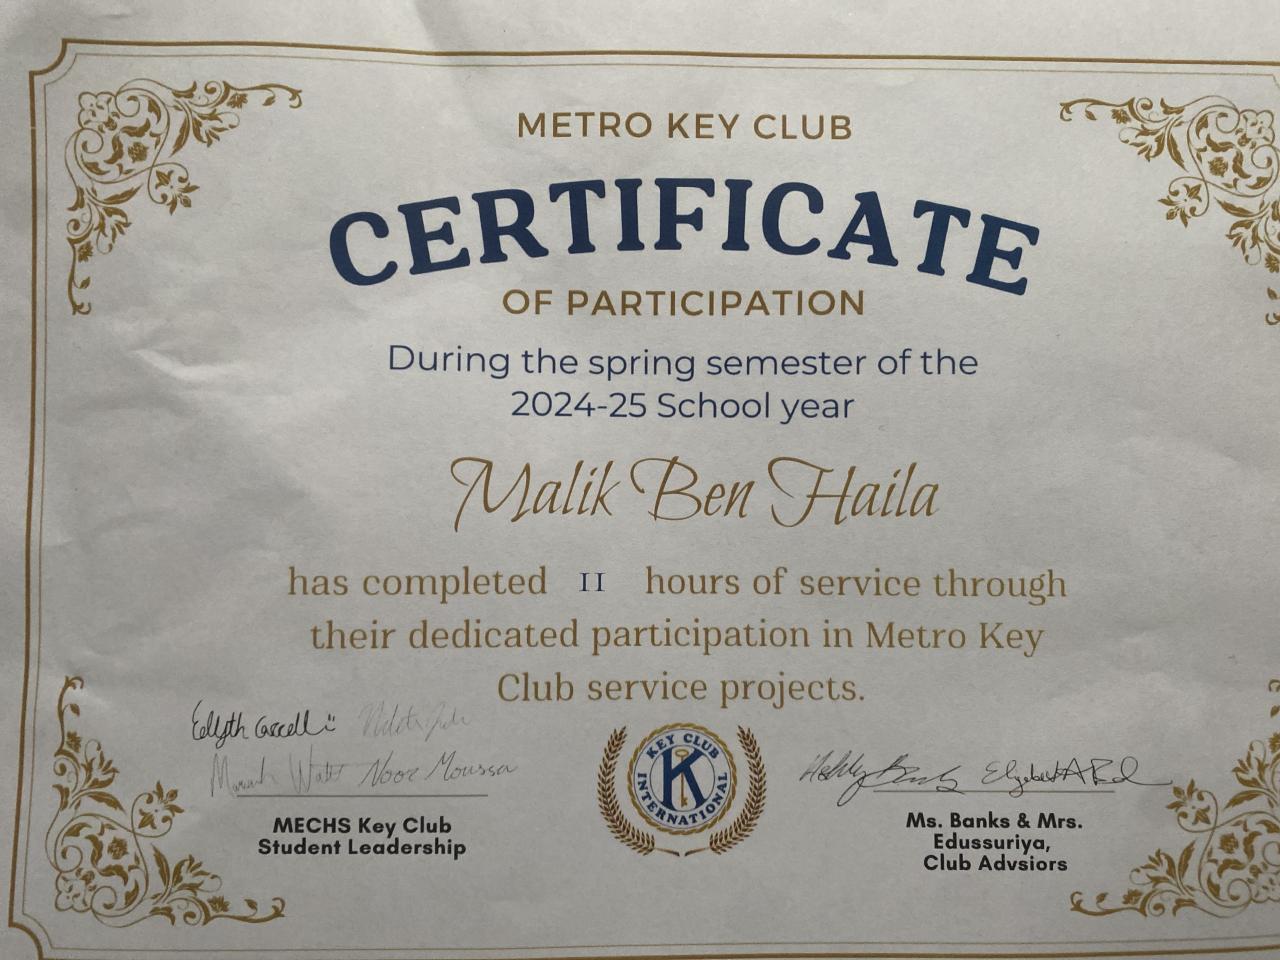 METRO KEY CLUB
CERTIFICATE
OF PARTICIPATION
During the spring semester of the
2024-25 School year
Malik Ben Haila
has completed 11 hours of service through
their dedicated participation in Metro Key
Club service projects.
Noor Moussa
KEY CLUB
K
INTERNATIONAL
MECHS Key Club
Student Leadership
Ms. Banks & Mrs.
Edussuriya,
Club Advsiors